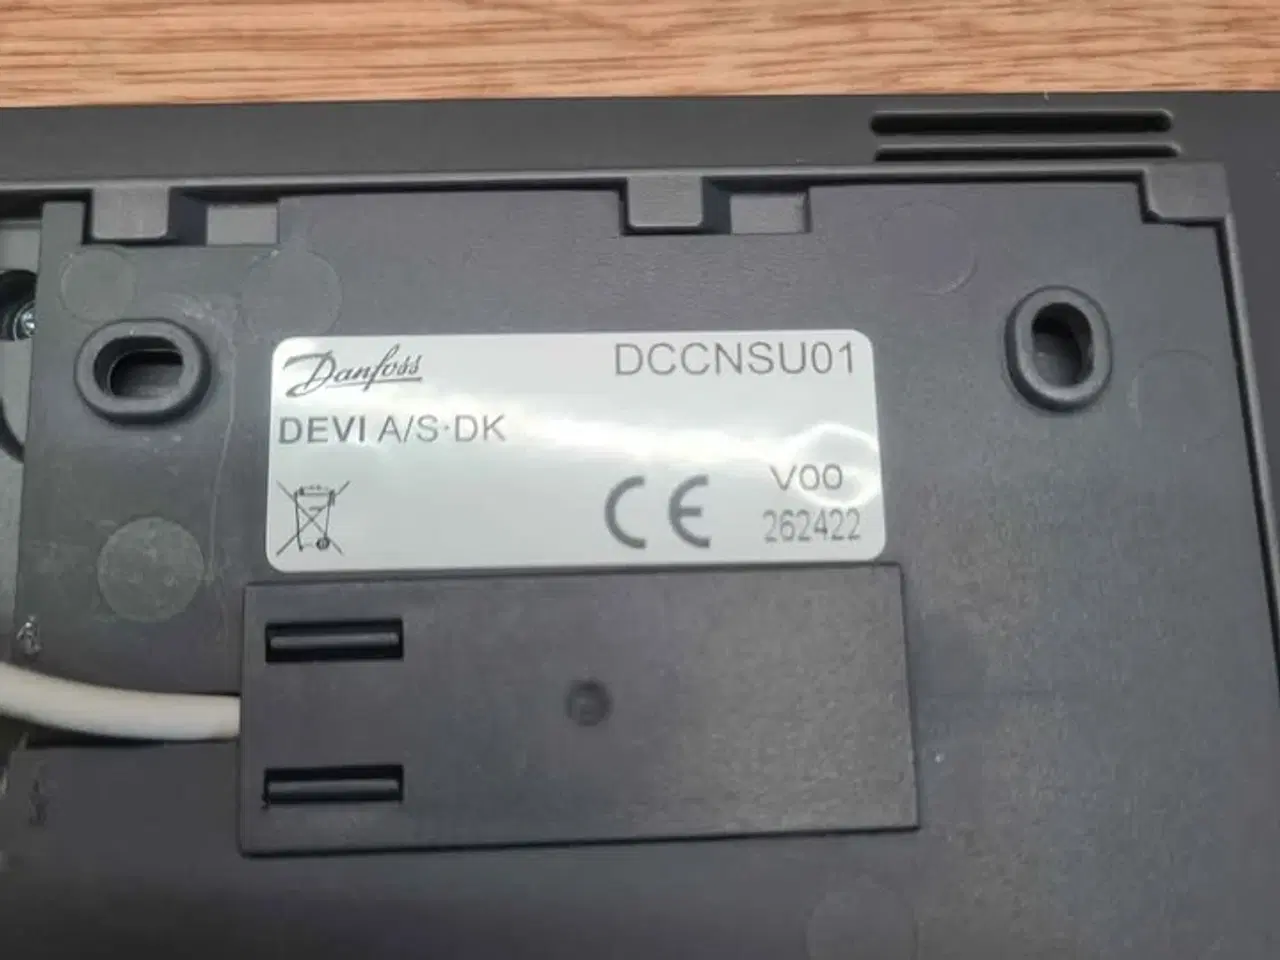 Danfoss DCCNSU01
DEVI A/S·DK
CE V00
262422